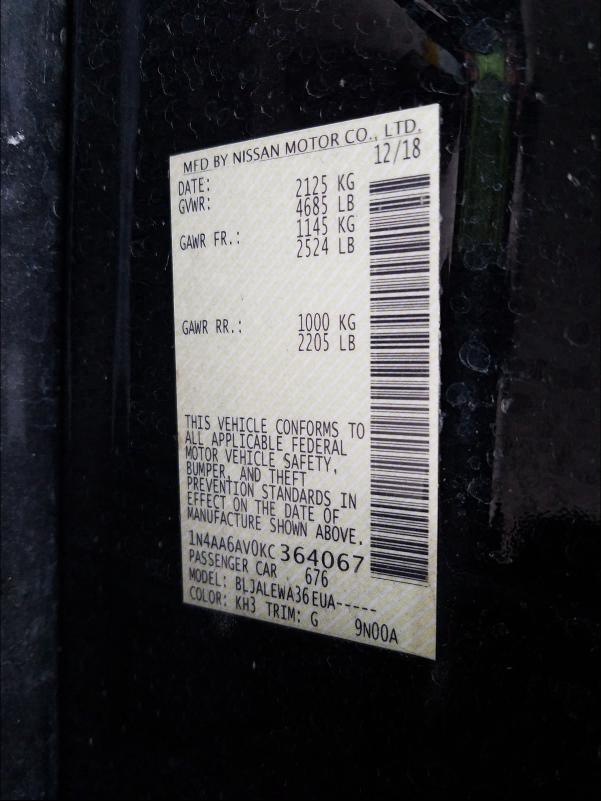 MFD BY NISSAN MOTOR CO., LTD.
DATE: 12/18
GVWR: 2125 KG
4685 LB
GAWR FR.: 1145 KG
2524 LB
GAWR RR.: 1000 KG
2205 LB
THIS VEHICLE CONFORMS TO
ALL APPLICABLE FEDERAL
MOTOR VEHICLE SAFETY,
BUMPER, AND THEFT
PREVENTION STANDARDS IN
EFFECT ON THE DATE OF
MANUFACTURE SHOWN ABOVE.
1N4AA6AV0KC364067
PASSENGER CAR 676
MODEL: BLJALEWA36EUA-----
COLOR: KH3 TRIM: G 9N00A